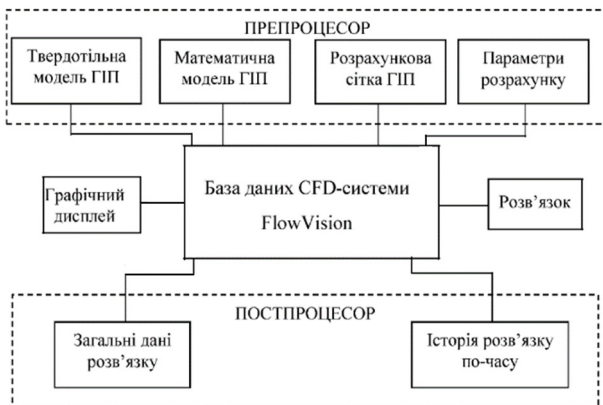 ПРЕПРОЦЕСОР
Твердотільна
модель ГІП
Математична
модель ГІП
Розрахункова
сітка ГІП
Параметри
розрахунку
Графічний
дисплей
База даних CFD-системи
FlowVision
Розв’язок
ПОСТПРОЦЕСОР
Загальні дані
розв’язку
Історія розв’язку
по-часу